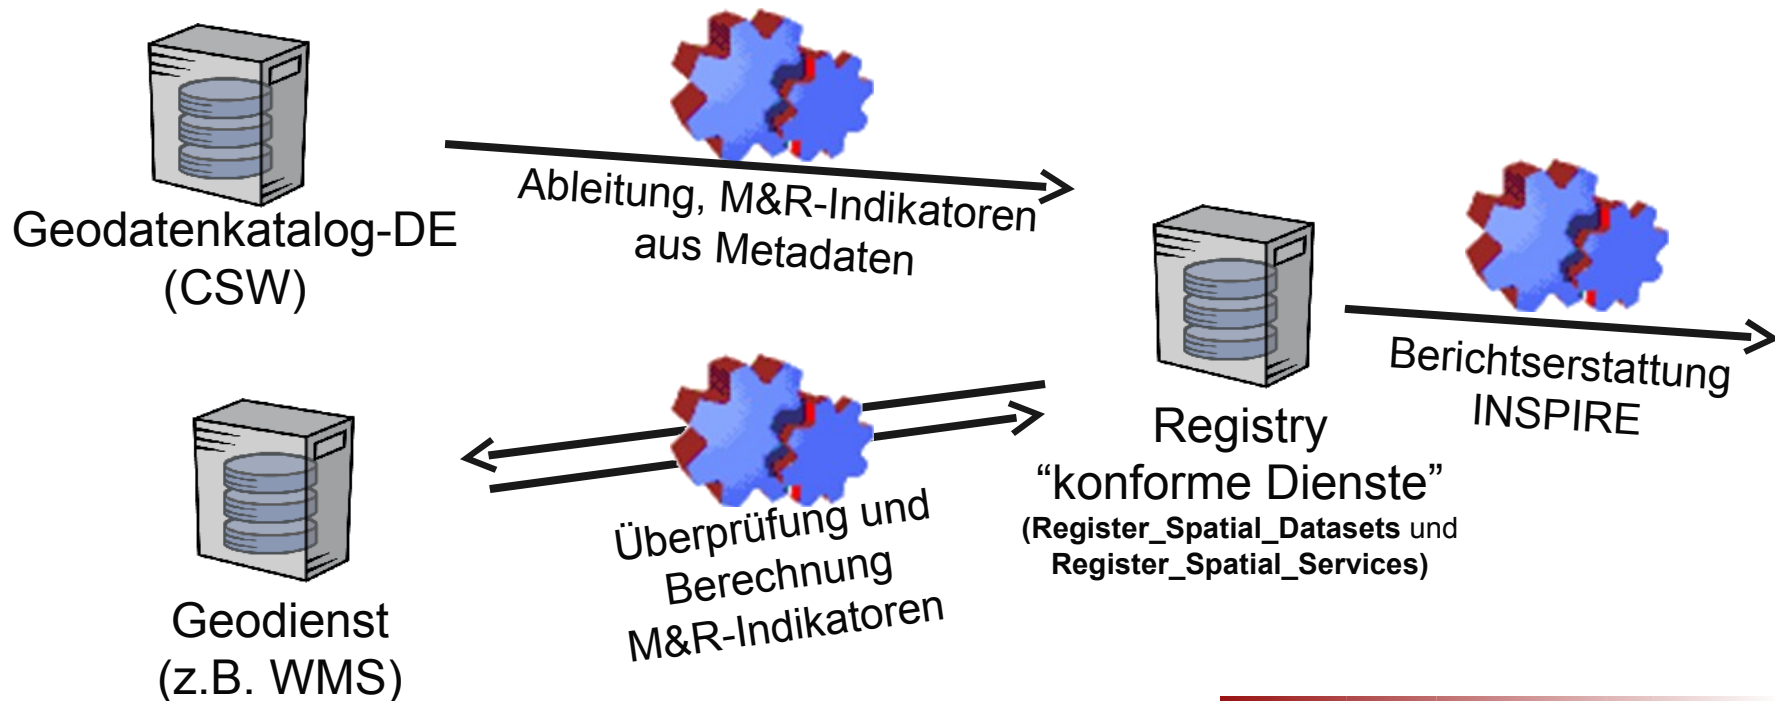 Geodatenkatalog-DE
(CSW)
Ableitung, M&R-Indikatoren
aus Metadaten
Geodienst
(z.B. WMS)
Überprüfung und
Berechnung
M&R-Indikatoren
Registry
“konforme Dienste”
(Register_Spatial_Datasets und
Register_Spatial_Services)
Berichtserstattung
INSPIRE